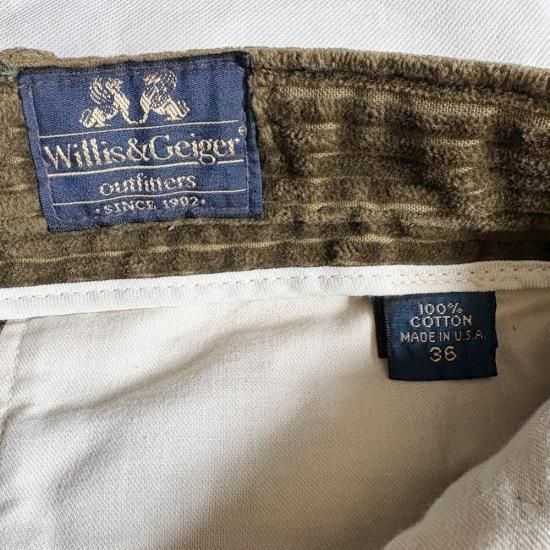 Willis&Geiger®
outfitters
• SINCE 1902 •
100%
COTTON
MADE IN U.S.A.
36